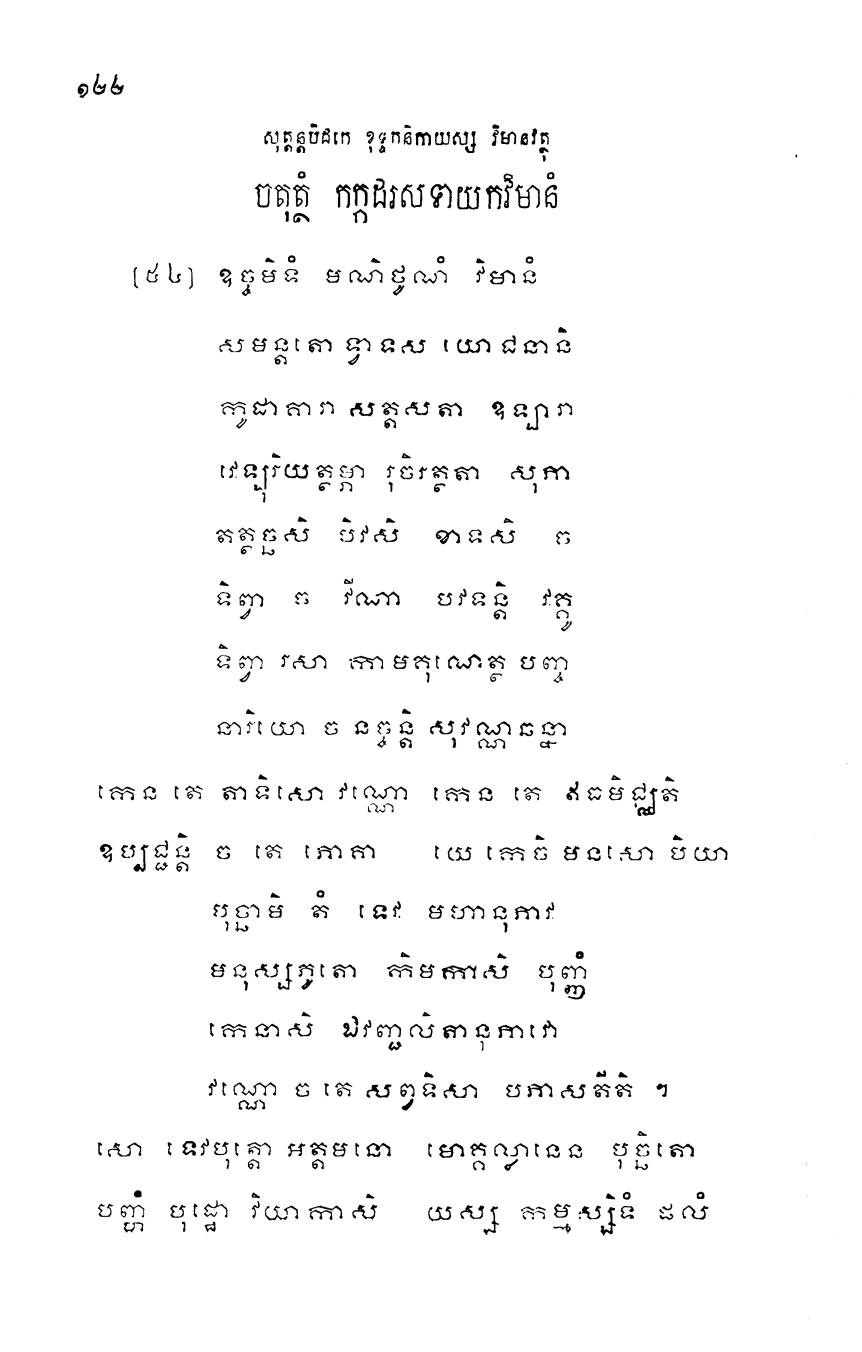 ១២២
សុត្តន្តបិដកេ ខុទ្ទកនិកាយស្ស វិមានវត្ថុ
ចតុត្ថំ កក្កដរសទាយកវិមានំ
[៥៤] ឧច្ចមិទំ មណិថូណំ វិមានំ
សមន្តតោ ទ្វាទស យោជនានិ
កូដាគារា សត្តសតា ឧឡារា
វេឡុរិយត្ថម្ភា រុចិរត្ថតា សុភា
តត្ថច្ឆសិ បិវសិ ខាទសិ ច
ទិព្វា ច វីណា បវទន្តិ វគ្គូ
ទិព្វា រសា កាមគុណេត្ថ បញ្ច
នារិយោ ច នច្ចន្តិ សុវណ្ណឆន្នា
កេន តេ តាទិសោ វណ្ណោ កេន តេ ឥធមិជ្ឈតិ
ឧប្បជ្ជន្តិ ច តេ ភោគា យេ កេចិ មនសោ បិយា
បុច្ឆាមិ តំ ទេវ មហានុភាវ
មនុស្សភូតោ កិមកាសិ បុញ្ញំ
កេនាសិ ឯវញ្ជលិតានុភាវោ
វណ្ណោ ច តេ សព្វទិសា បភាសតីតិ ។
សោ ទេវបុត្តោ អត្តមនោ មោគ្គល្លានេន បុច្ឆិតោ
បញ្ហំ បុដ្ឋោ វិយាកាសិ យស្ស កម្មស្សិទំ ផលំ